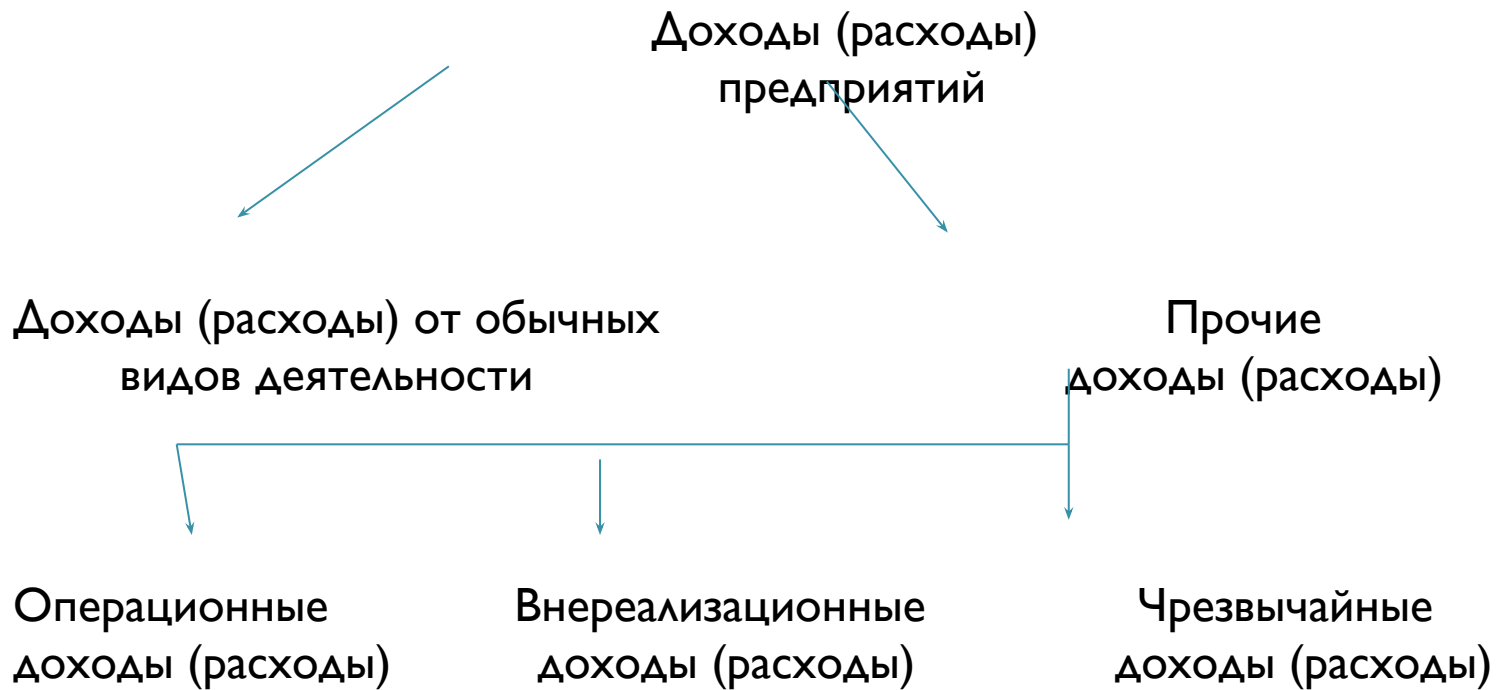 Доходы (расходы)
предприятий
Доходы (расходы) от обычных
видов деятельности
Прочие
доходы (расходы)
Операционные
доходы (расходы)
Внереализационные
доходы (расходы)
Чрезвычайные
доходы (расходы)